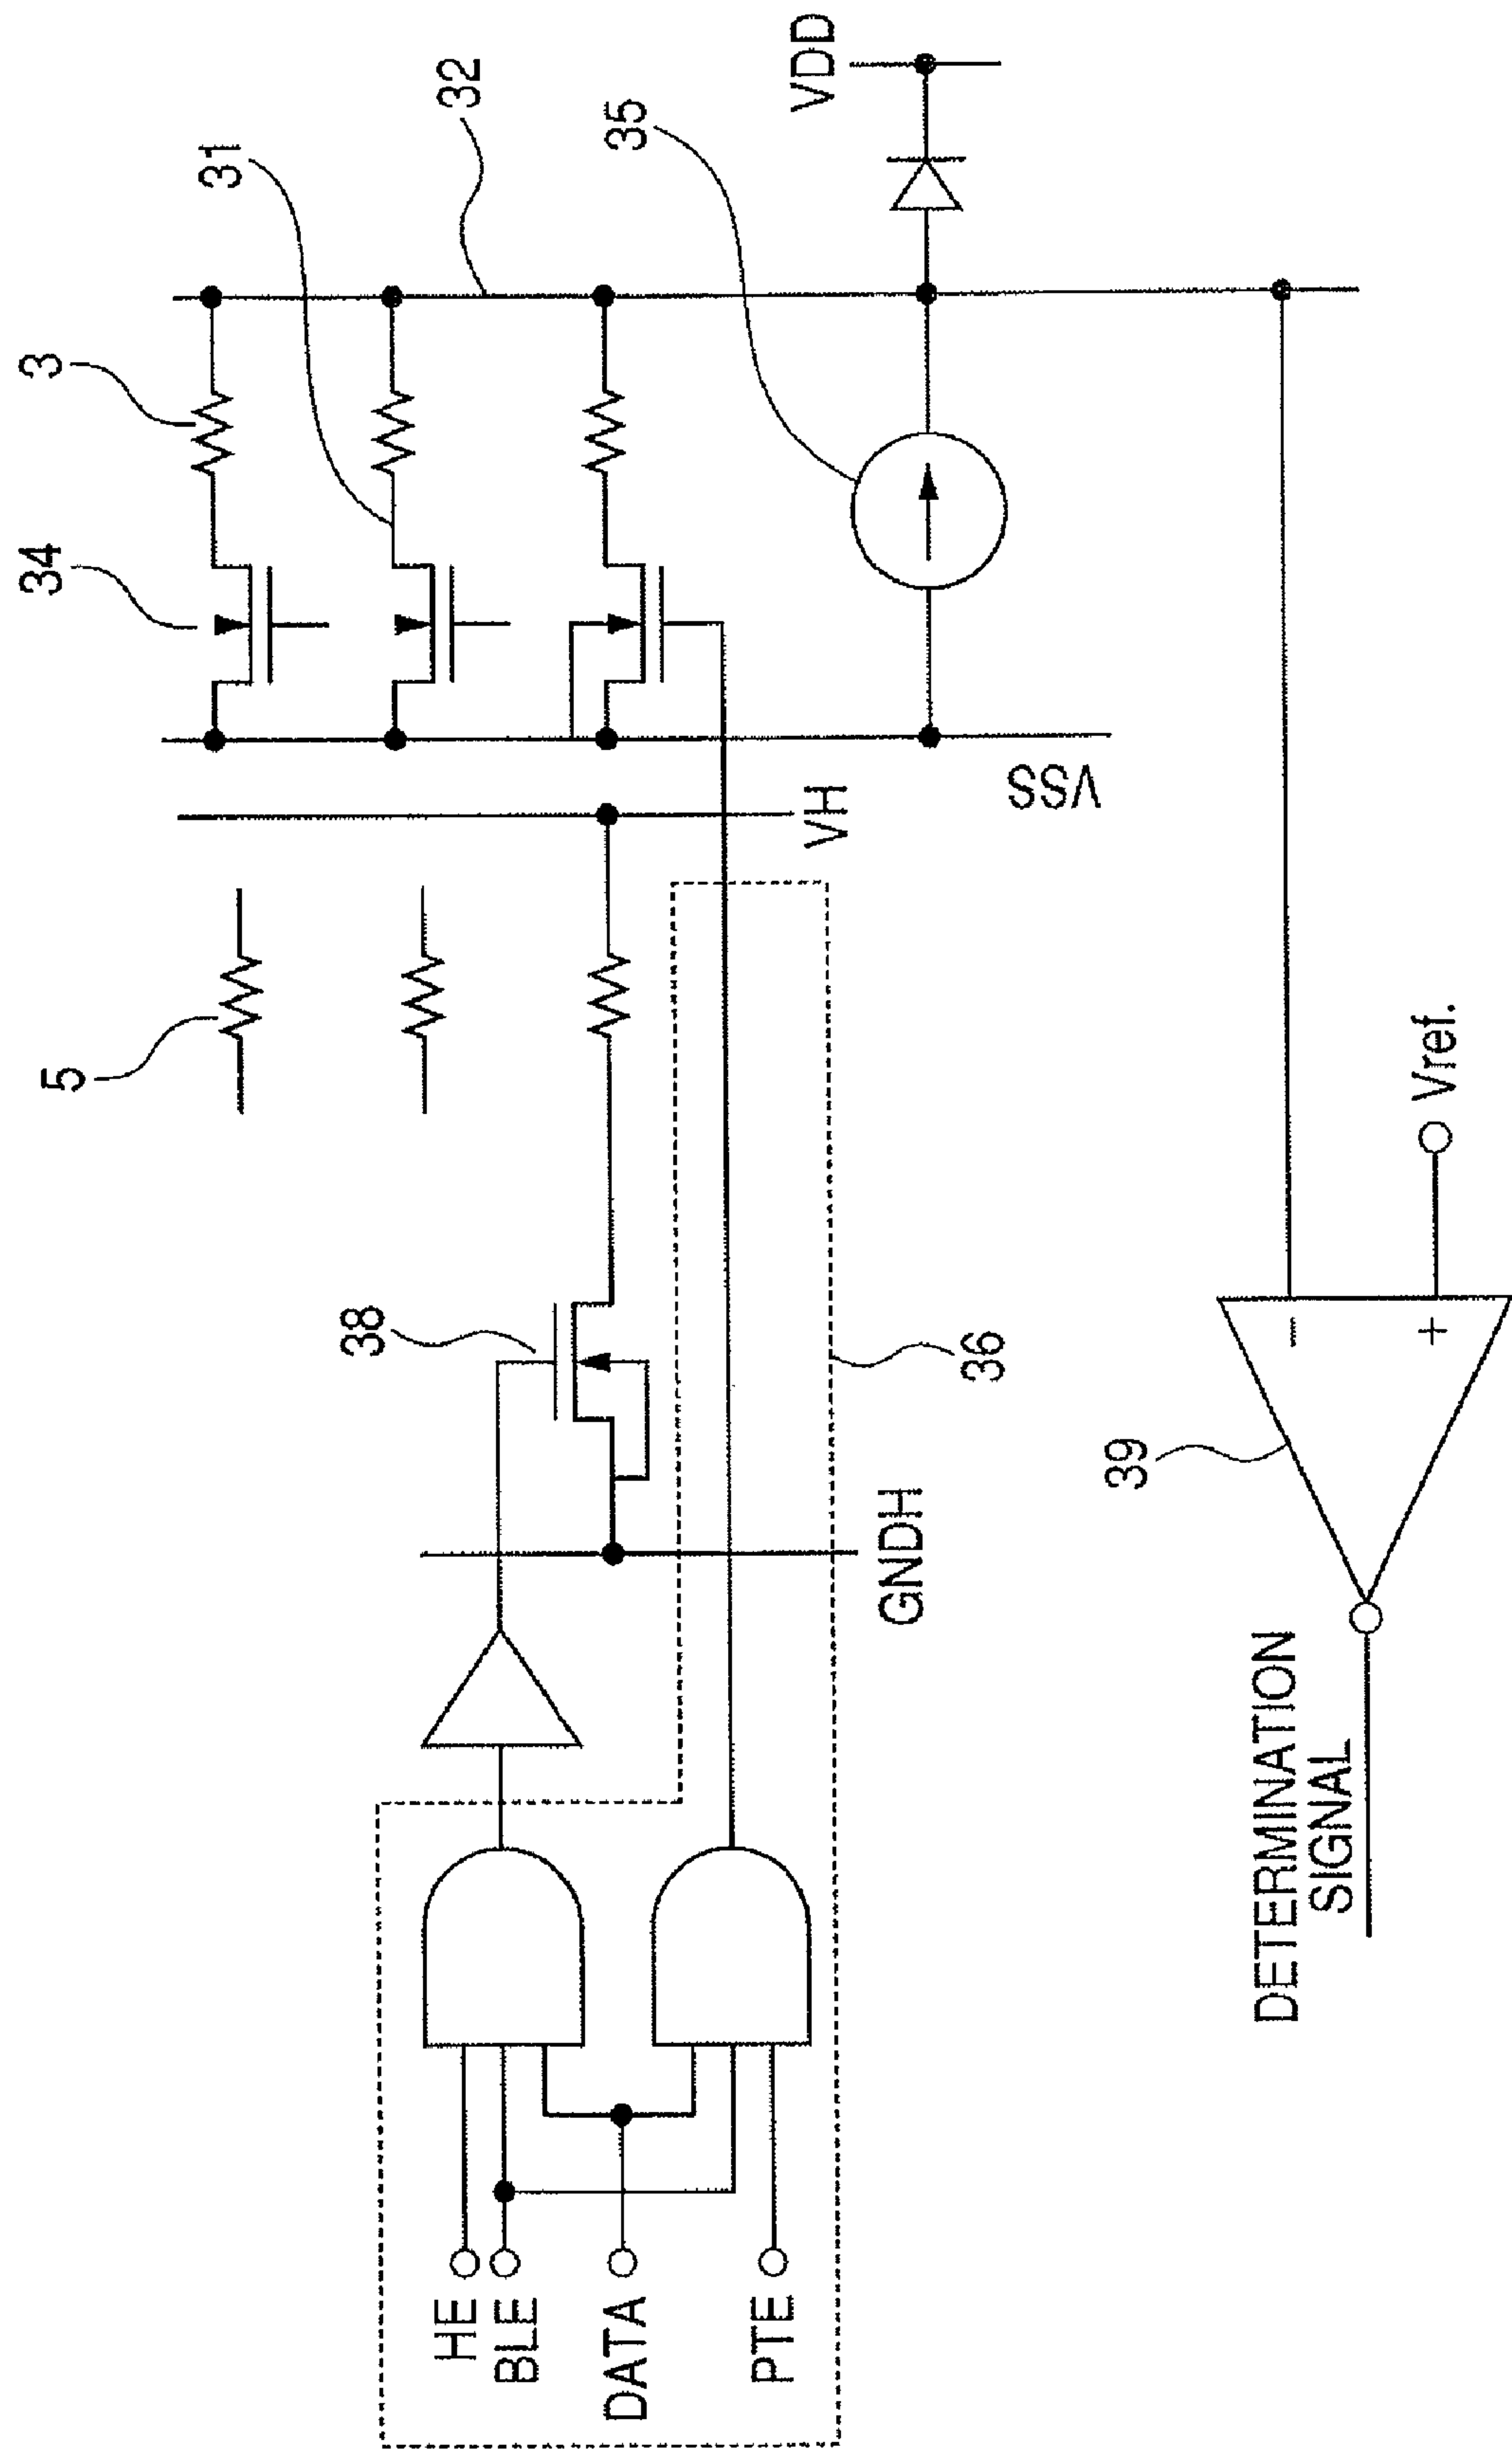 HE
BLE
DATA
PTE
38
36
GNDH
5
VH
VSS
34
3
31
32
35
VDD
39
DETERMINATION
SIGNAL
−
+
Vref.